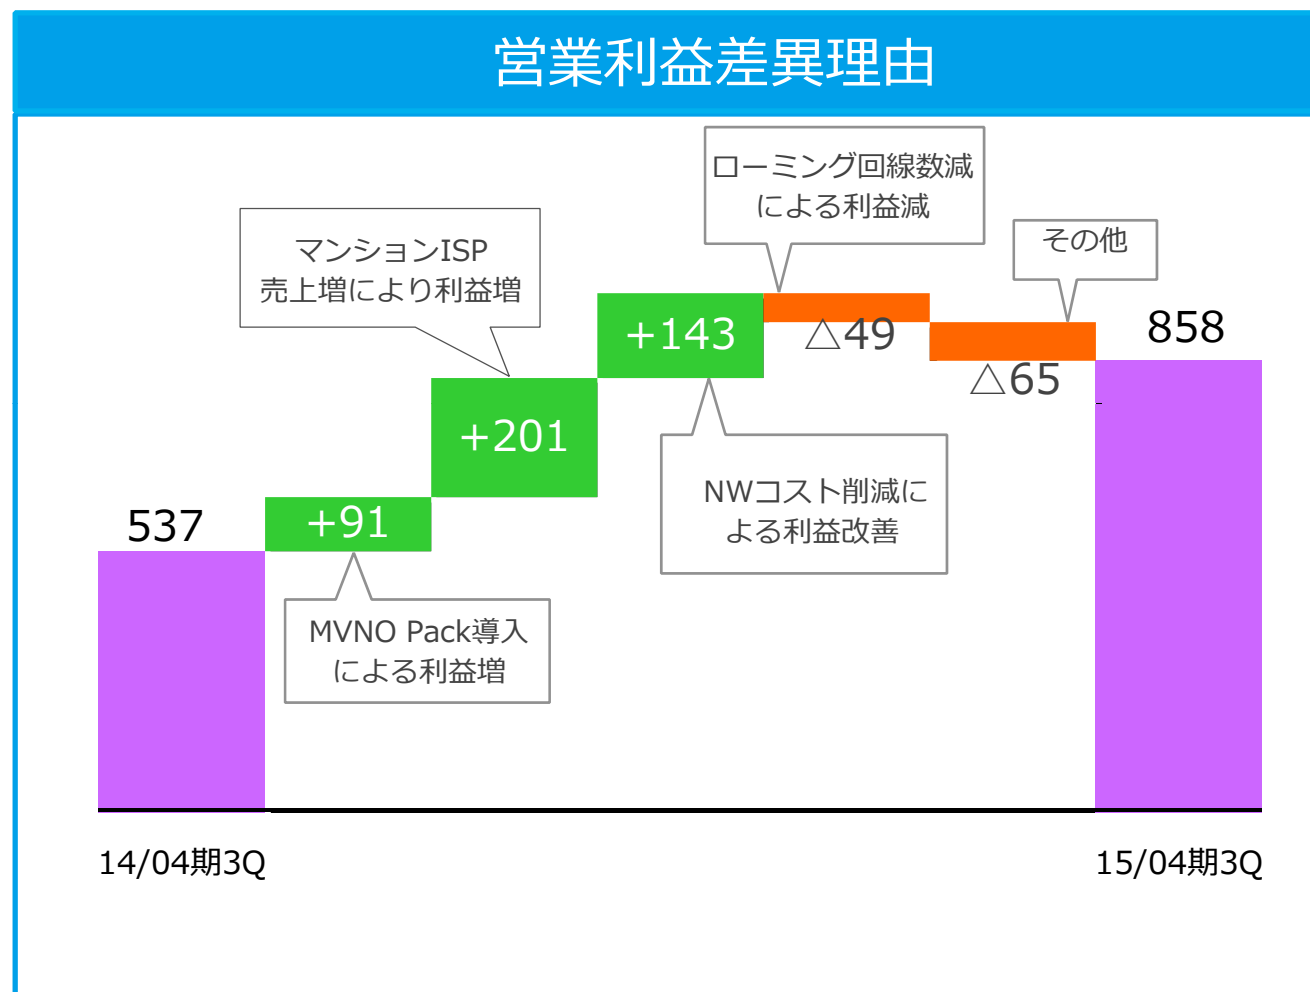 営業利益差異理由
ローミング回線数減
による利益減
その他
マンションISP
売上増により利益増
+143
△49
858
△65
+201
NWコスト削減に
よる利益改善
537
+91
MVNO Pack導入
による利益増
14/04期3Q
15/04期3Q